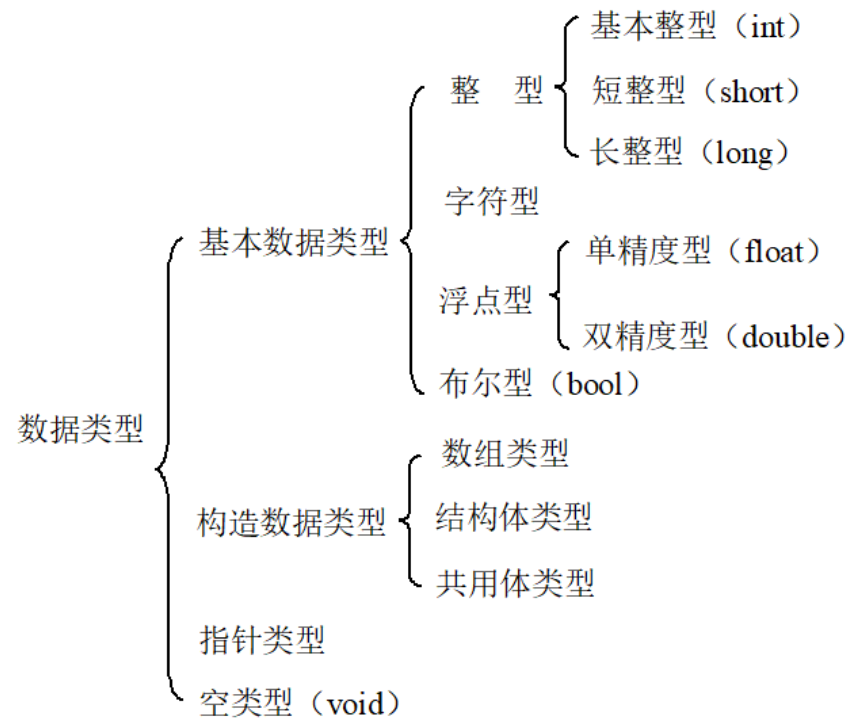 数据类型
基本数据类型
整 型
基本整型（int）
短整型（short）
长整型（long）
字符型
浮点型
单精度型（float）
双精度型（double）
布尔型（bool）
构造数据类型
数组类型
结构体类型
共用体类型
指针类型
空类型（void）